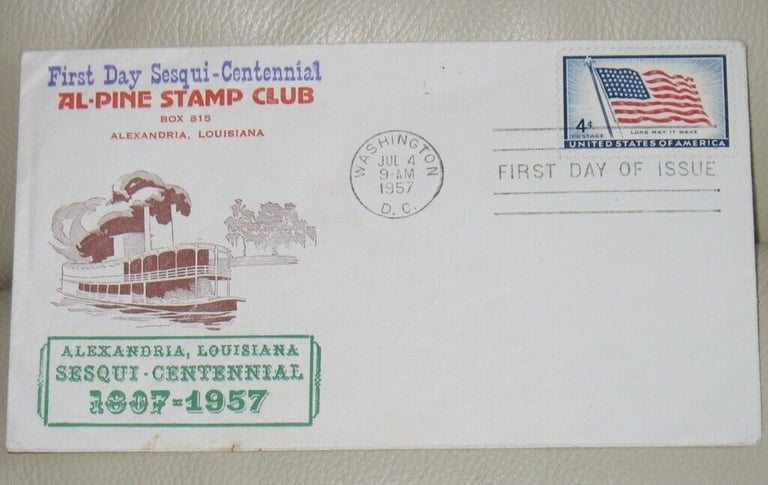 First Day Sesqui-Centennial
AL-PINE STAMP CLUB
BOX 815
ALEXANDRIA, LOUISIANA
WASHINGTON
JUL 4
9-AM
1957
D. C.
4¢
POSTAGE
LONG MAY IT WAVE
UNITED STATES OF AMERICA
FIRST DAY OF ISSUE
ALEXANDRIA, LOUISIANA
SESQUI-CENTENNIAL
1807-1957